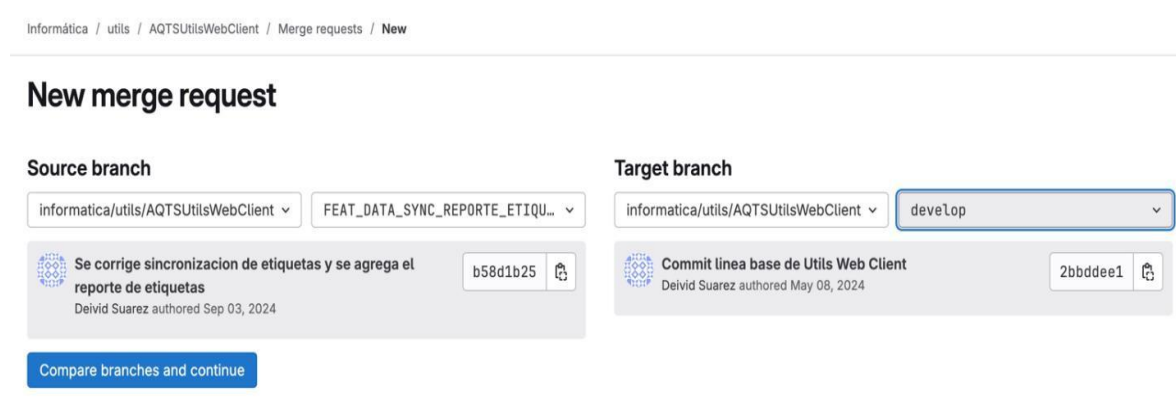 Informática / utils / AQTSUtilsWebClient / Merge requests / New
New merge request
Source branch
informatica/utils/AQTSUtilsWebClient
FEAT_DATA_SYNC_REPORTE_ETIQU…
Se corrige sincronizacion de etiquetas y se agrega el
reporte de etiquetas
Deivid Suarez authored Sep 03, 2024
b58d1b25
Target branch
informatica/utils/AQTSUtilsWebClient
develop
Commit linea base de Utils Web Client
Deivid Suarez authored May 08, 2024
2bbddee1
Compare branches and continue